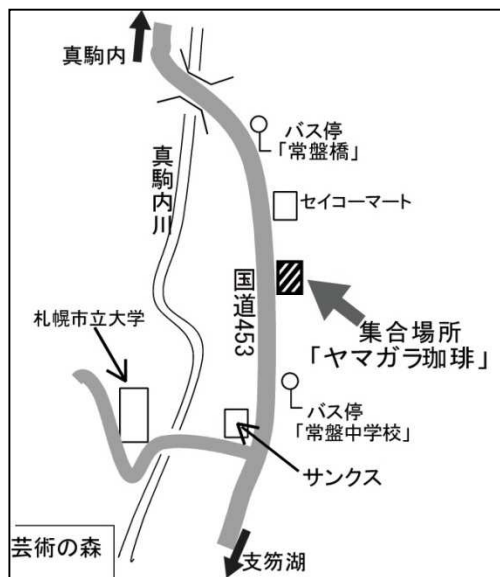 真駒内
バス停
「常盤橋」
セイコーマート
真駒内川
国道453
集合場所
「ヤマガラ珈琲」
札幌市立大学
バス停
「常盤中学校」
サンクス
芸術の森
支笏湖